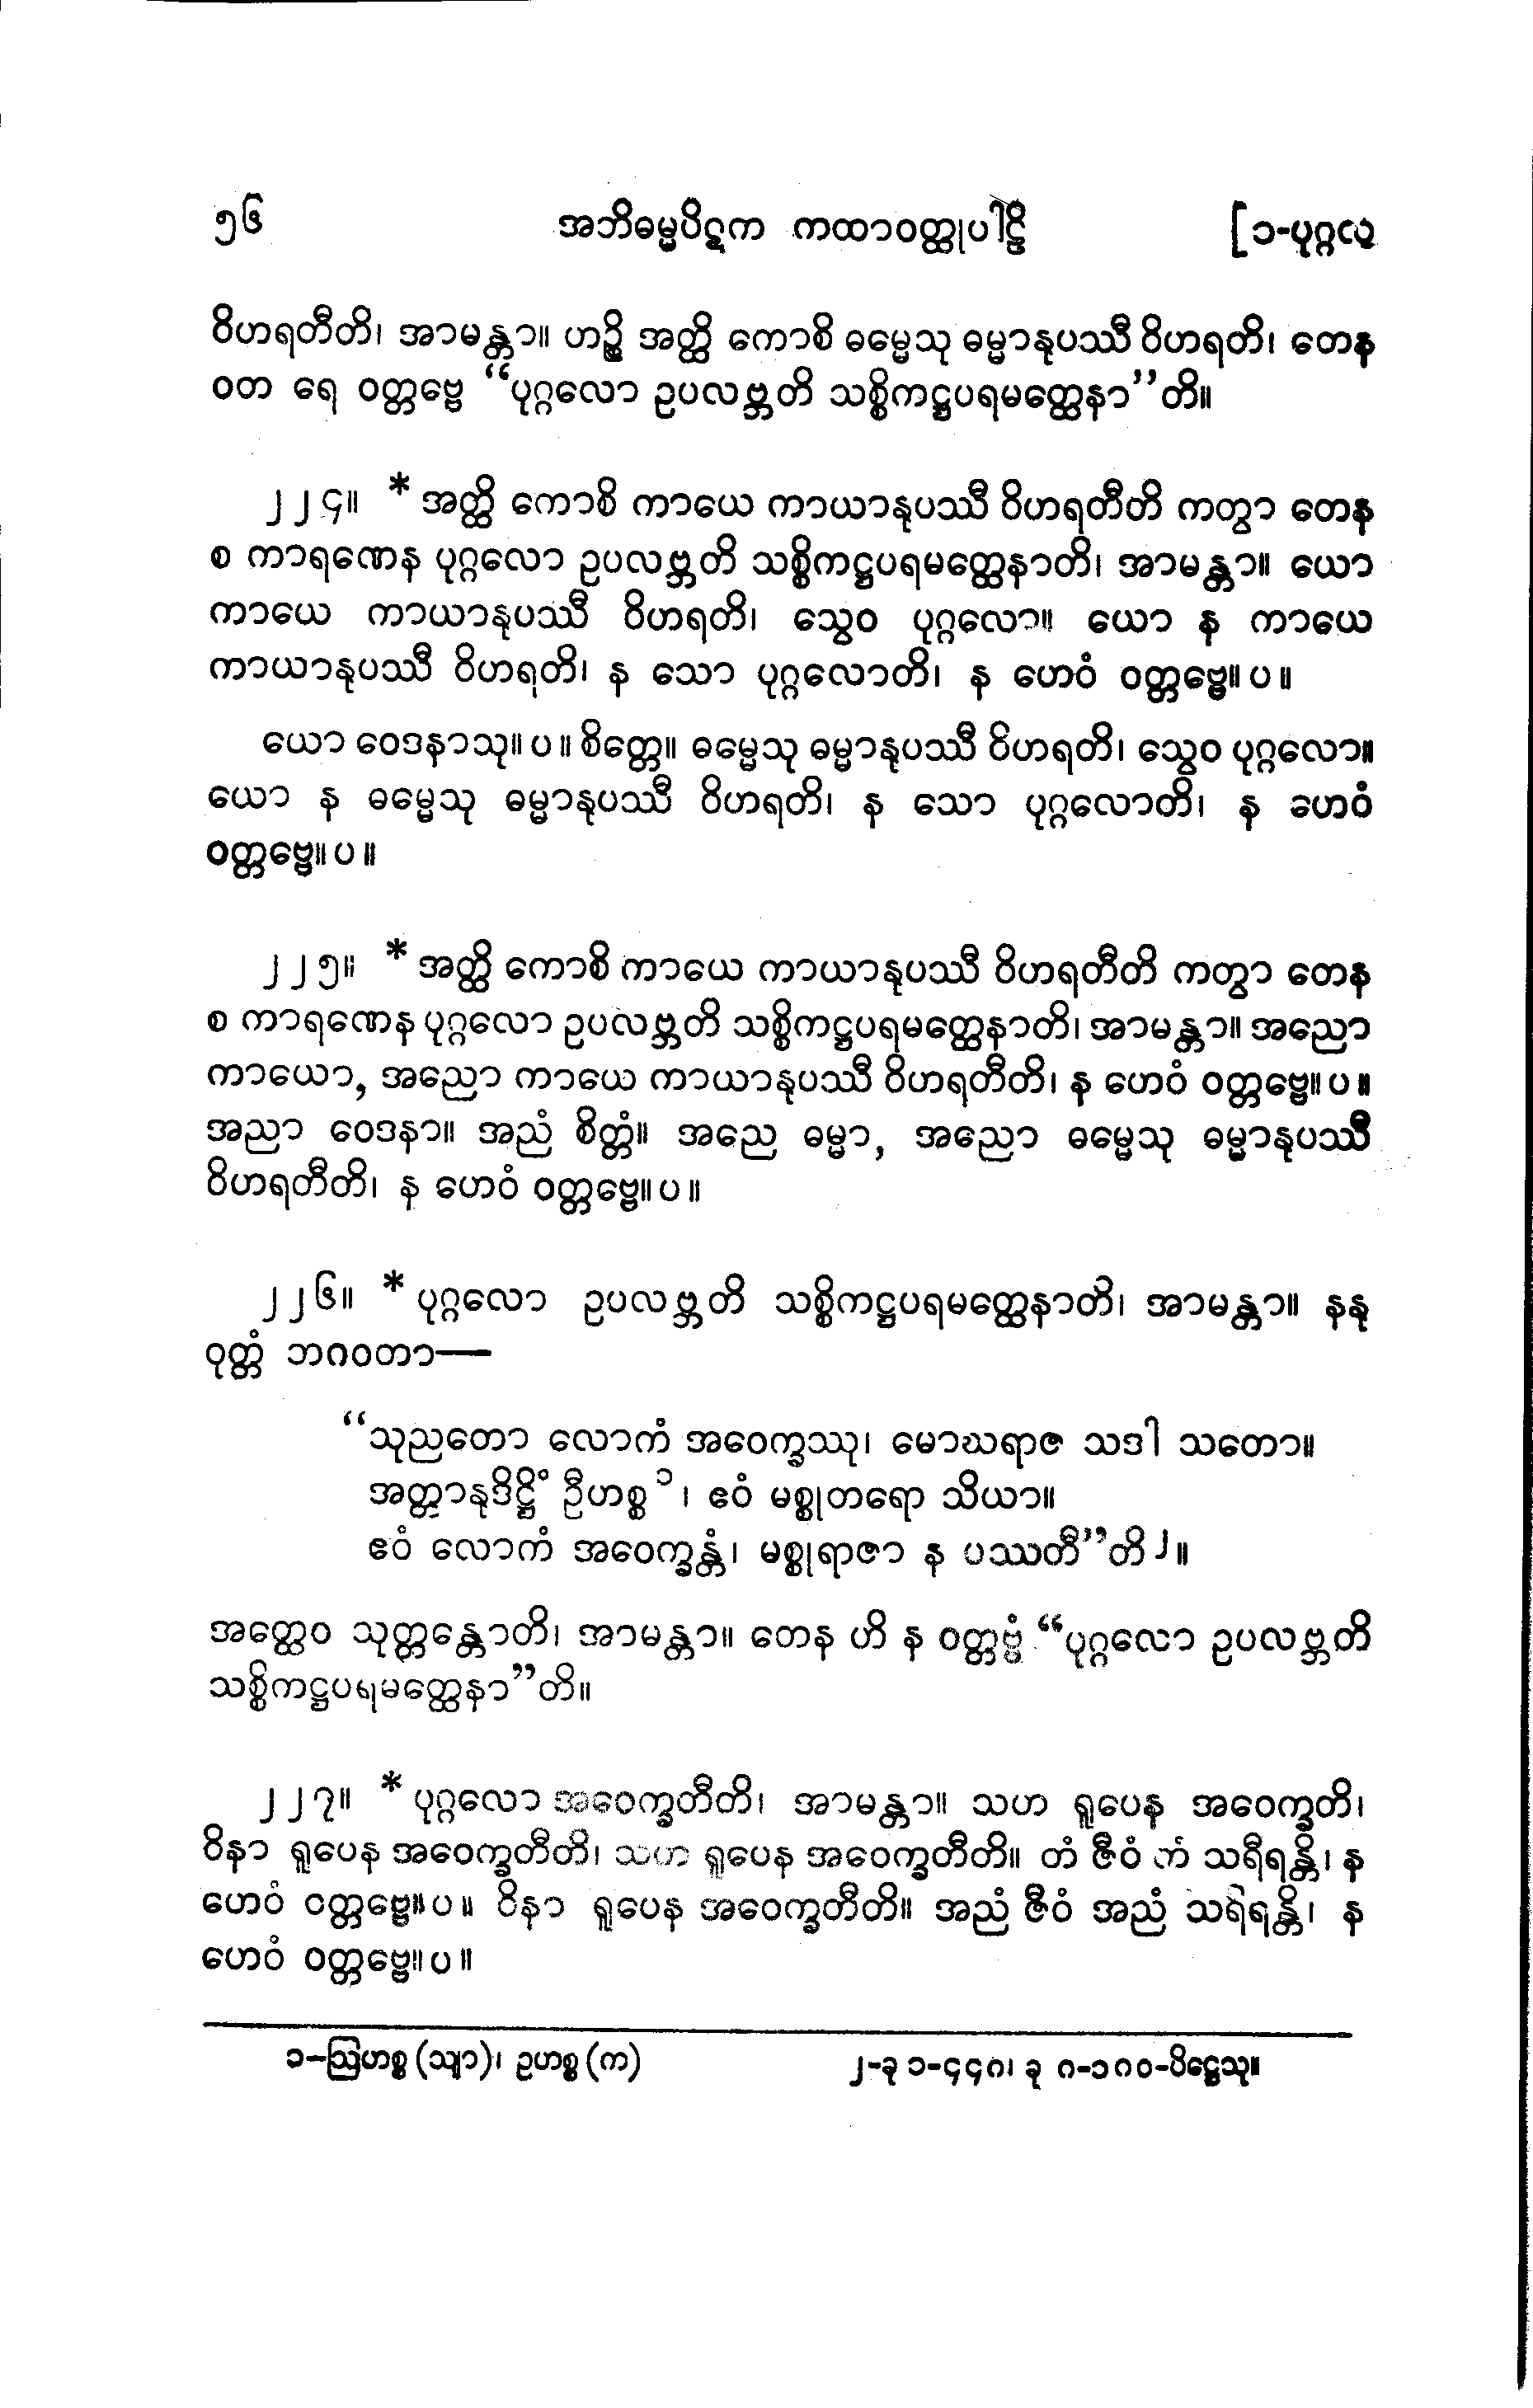 ၅၆ အဘိဓမ္မပိဋက ကထာဝတ္ထုပါဠိ [၁-ပုဂ္ဂလ
ဝိဟရတီတိ၊ အာမန္တာ။ ဟဉ္စိ အတ္ထိ ကောစိ ဓမ္မေသု ဓမ္မာနုပဿီ ဝိဟရတိ၊ တေန
ဝတ ရေ ဝတ္တဗ္ဗေ “ပုဂ္ဂလော ဥပလဗ္ဘတိ သစ္စိကဋ္ဌပရမတ္ထေနာ”တိ။
၂၂၄။ * အတ္ထိ ကောစိ ကာယေ ကာယာနုပဿီ ဝိဟရတီတိ ကတွာ တေန
စ ကာရဏေန ပုဂ္ဂလော ဥပလဗ္ဘတိ သစ္စိကဋ္ဌပရမတ္ထေနာတိ၊ အာမန္တာ။ ယော
ကာယေ ကာယာနုပဿီ ဝိဟရတိ၊ သွေဝ ပုဂ္ဂလော။ ယော န ကာယေ
ကာယာနုပဿီ ဝိဟရတိ၊ န သော ပုဂ္ဂလောတိ၊ န ဟေဝံ ဝတ္တဗ္ဗေ။ ပ ။
ယော ဝေဒနာသု။ ပ ။ စိတ္တေ။ ဓမ္မေသု ဓမ္မာနုပဿီ ဝိဟရတိ၊ သွေဝ ပုဂ္ဂလော။
ယော န ဓမ္မေသု ဓမ္မာနုပဿီ ဝိဟရတိ၊ န သော ပုဂ္ဂလောတိ၊ န ဟေဝံ
ဝတ္တဗ္ဗေ။ ပ ။
၂၂၅။ * အတ္ထိ ကောစိ ကာယေ ကာယာနုပဿီ ဝိဟရတီတိ ကတွာ တေန
စ ကာရဏေန ပုဂ္ဂလော ဥပလဗ္ဘတိ သစ္စိကဋ္ဌပရမတ္ထေနာတိ၊ အာမန္တာ။ အညော
ကာယော, အညော ကာယေ ကာယာနုပဿီ ဝိဟရတီတိ၊ န ဟေဝံ ဝတ္တဗ္ဗေ။ ပ ။
အညာ ဝေဒနာ။ အညံ စိတ္တံ။ အညေ ဓမ္မာ, အညော ဓမ္မေသု ဓမ္မာနုပဿီ
ဝိဟရတီတိ၊ န ဟေဝံ ဝတ္တဗ္ဗေ။ ပ ။
၂၂၆။ * ပုဂ္ဂလော ဥပလဗ္ဘတိ သစ္စိကဋ္ဌပရမတ္ထေနာတိ၊ အာမန္တာ။ နနု
ဝုတ္တံ ဘဂဝတာ—
“သုညတော လောကံ အဝေက္ခဿု၊ မောဃရာဇ သဒါ သတော။
အတ္တာနုဒိဋ္ဌိံ ဦဟစ္စ ၁၊ ဧဝံ မစ္စုတရော သိယာ။
ဧဝံ လောကံ အဝေက္ခန္တံ၊ မစ္စုရာဇာ န ပဿတီ”တိ ၂။
အတ္ထေဝ သုတ္တန္တောတိ၊ အာမန္တာ။ တေန ဟိ န ဝတ္တဗ္ဗံ “ပုဂ္ဂလော ဥပလဗ္ဘတိ
သစ္စိကဋ္ဌပရမတ္ထေနာ”တိ။
၂၂၇။ * ပုဂ္ဂလော အဝေက္ခတီတိ၊ အာမန္တာ။ သဟ ရူပေန အဝေက္ခတိ၊
ဝိနာ ရူပေန အဝေက္ခတီတိ၊ သဟ ရူပေန အဝေက္ခတီတိ။ တံ ဇီဝံ တံ သရီရန္တိ၊ န
ဟေဝံ ဝတ္တဗ္ဗေ။ ပ ။ ဝိနာ ရူပေန အဝေက္ခတီတိ။ အညံ ဇီဝံ အညံ သရီရန္တိ၊ န
ဟေဝံ ဝတ္တဗ္ဗေ။ ပ ။
၁-ဩဟစ္စ (သျာ)၊ ဥဟစ္စ (က) ၂-ခု ၁-၄၄၈၊ ခု ၈-၁၈၀-ပိဋ္ဌေသု။